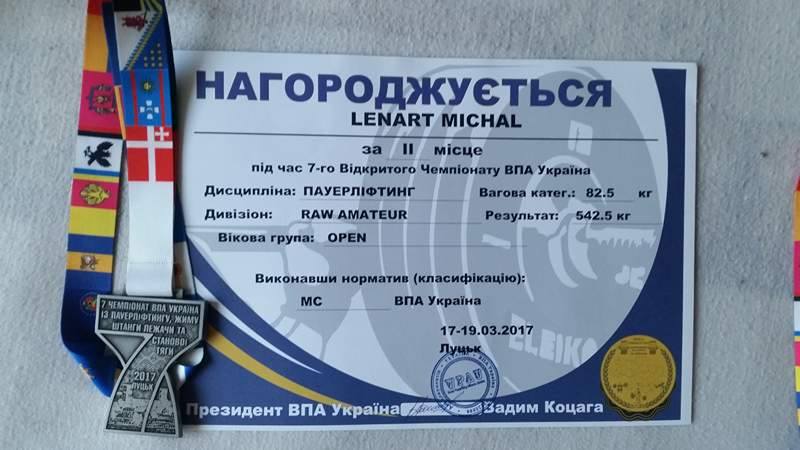 НАГОРОДЖУЄТЬСЯ
LENART MICHAL
за II місце
під час 7-го Відкритого Чемпіонату ВПА Україна
Дисципліна: ПАУЕРЛІФТИНГ Вагова катег.: 82.5 кг
Дивізіон: RAW AMATEUR Результат: 542.5 кг
Вікова група: OPEN
Виконавши норматив (класифікацію):
МС ВПА Україна
17-19.03.2017
Луцьк
Президент ВПА Україна Вадим Коцага
ELEIKO
7 ЧЕМПІОНАТ ВПА УКРАЇНА
ІЗ ПАУЕРЛІФТИНГУ, ЖИМУ
ШТАНГИ ЛЕЖАЧИ ТА
СТАНОВОЇ
ТЯГИ
2017
ЛУЦЬК